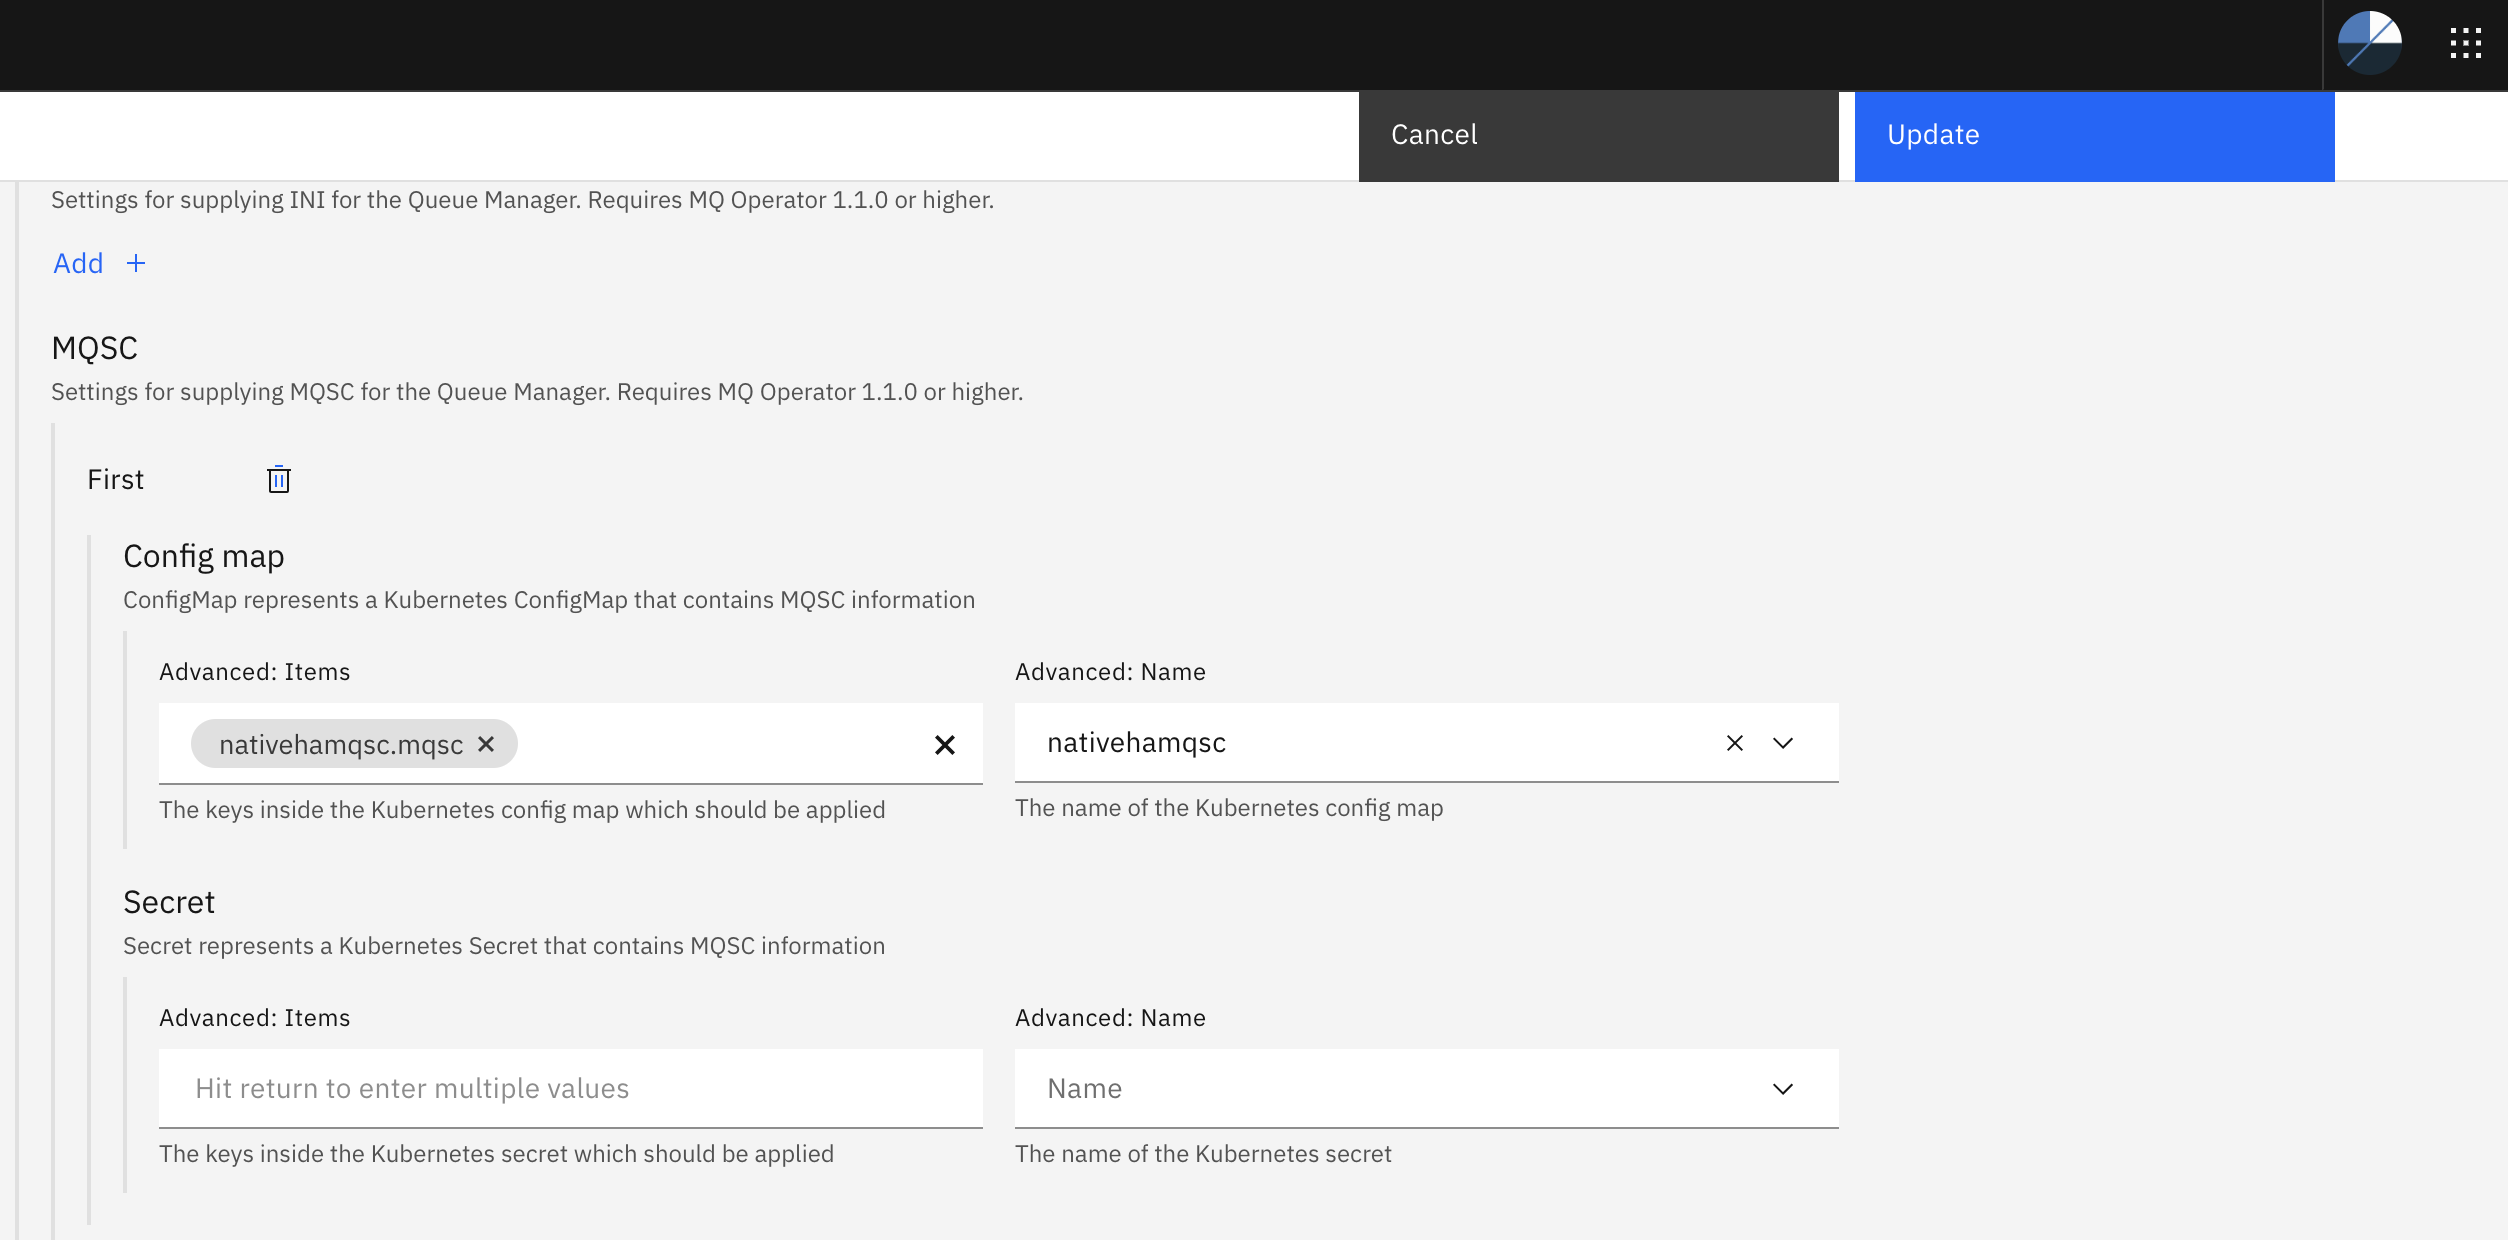 Cancel
Update
Settings for supplying INI for the Queue Manager. Requires MQ Operator 1.1.0 or higher.
Add +
MQSC
Settings for supplying MQSC for the Queue Manager. Requires MQ Operator 1.1.0 or higher.
First
Config map
ConfigMap represents a Kubernetes ConfigMap that contains MQSC information
Advanced: Items
Advanced: Name
nativehamqsc.mqsc
nativehamqsc
The keys inside the Kubernetes config map which should be applied
The name of the Kubernetes config map
Secret
Secret represents a Kubernetes Secret that contains MQSC information
Advanced: Items
Advanced: Name
Hit return to enter multiple values
Name
The keys inside the Kubernetes secret which should be applied
The name of the Kubernetes secret